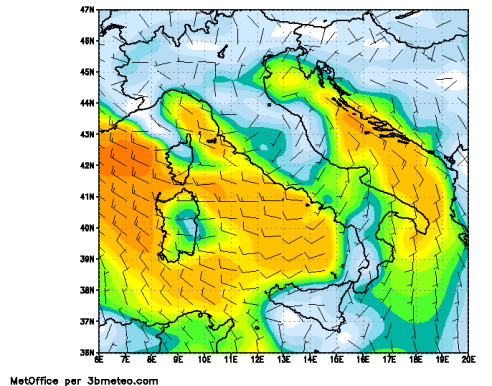 47N
46N
45N
44N
43N
42N
41N
40N
39N
38N
37N
36N
6E 7E 8E 9E 10E 11E 12E 13E 14E 15E 16E 17E 18E 19E 20E
MetOffice per 3bmeteo.com